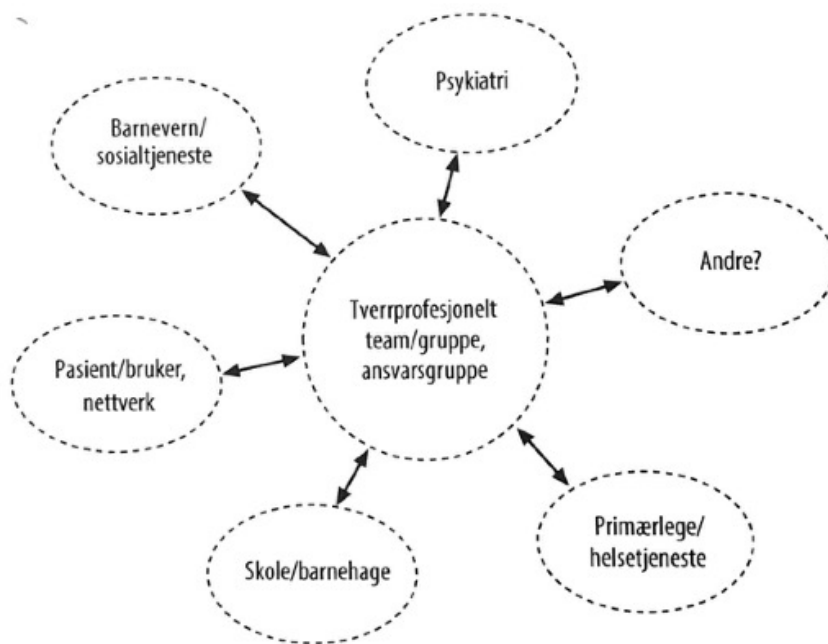 Psykiatri
Barnevern/
sosialtjeneste
Andre?
Tverrprofesjonelt
team/gruppe,
ansvarsgruppe
Pasient/bruker,
nettverk
Primærlege/
helsetjeneste
Skole/barnehage